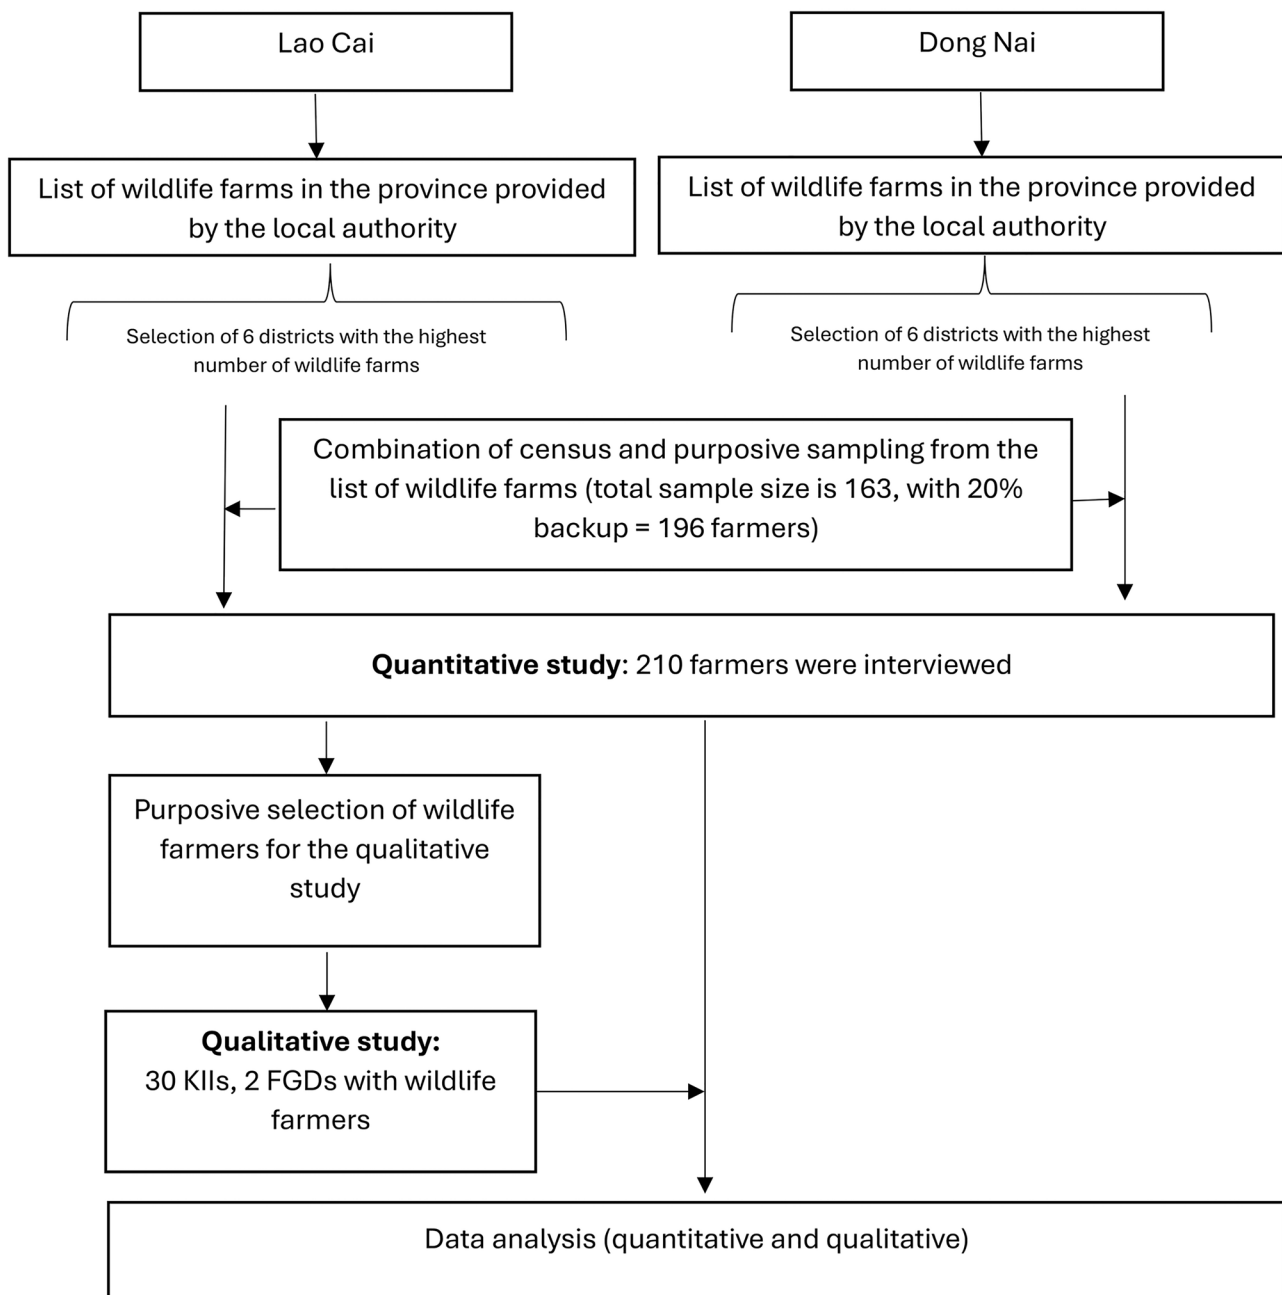 Lao Cai
Dong Nai
List of wildlife farms in the province provided
by the local authority
List of wildlife farms in the province provided
by the local authority
Selection of 6 districts with the highest
number of wildlife farms
Selection of 6 districts with the highest
number of wildlife farms
Combination of census and purposive sampling from the
list of wildlife farms (total sample size is 163, with 20%
backup = 196 farmers)
Quantitative study: 210 farmers were interviewed
Purposive selection of wildlife
farmers for the qualitative
study
Qualitative study:
30 KIIs, 2 FGDs with wildlife
farmers
Data analysis (quantitative and qualitative)